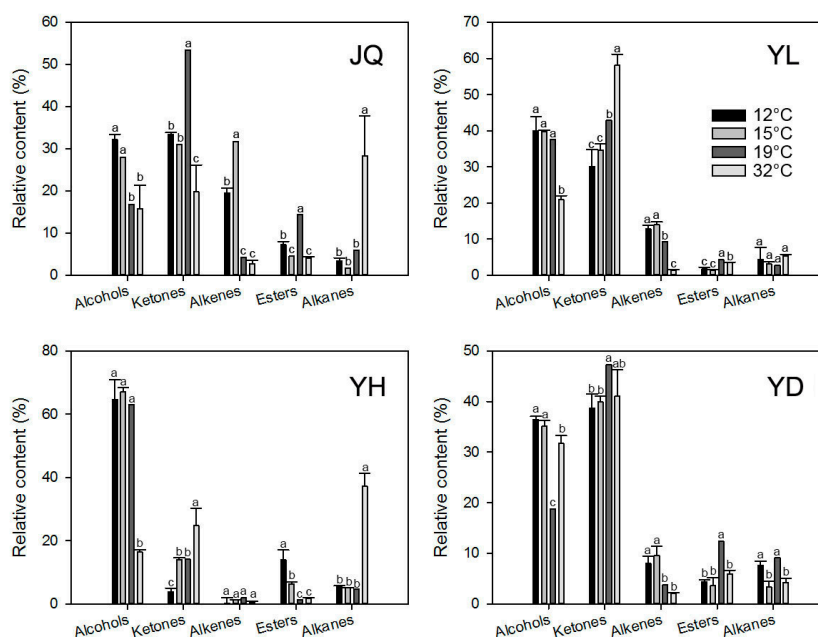 JQ
Relative content (%)
60
50
40
30
20
10
0
a a b b
b b a c
b a c c
b c a c
b b b a
Alcohols Ketones Alkenes Esters Alkanes
YL
Relative content (%)
70
60
50
40
30
20
10
0
12°C
15°C
19°C
32°C
a a a b
c c b a
a a b c
c c a b
a a a a
Alcohols Ketones Alkenes Esters Alkanes
YH
Relative content (%)
80
60
40
20
0
a a a b
c b b a
a a a a
a b c c
b b b a
Alcohols Ketones Alkenes Esters Alkanes
YD
Relative content (%)
50
40
30
20
10
0
a a c b
b b a ab
a a b b
b b a b
a b a b
Alcohols Ketones Alkenes Esters Alkanes